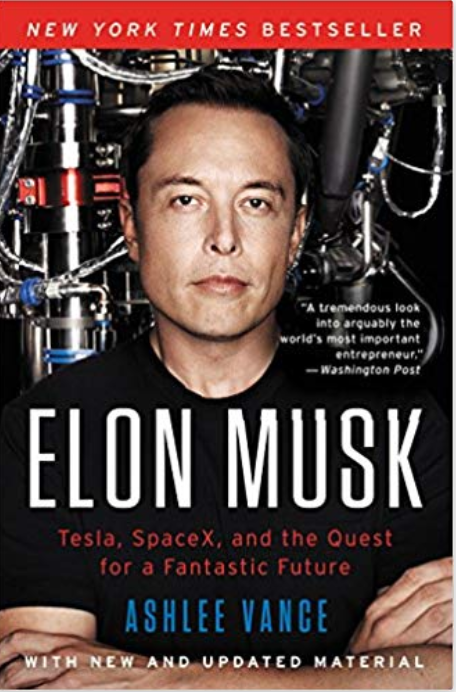 NEW YORK TIMES BESTSELLER
"A tremendous look
into arguably the
world's most important
entrepreneur."
—Washington Post
ELON MUSK
Tesla, SpaceX, and the Quest
for a Fantastic Future
ASHLEE VANCE
WITH NEW AND UPDATED MATERIAL